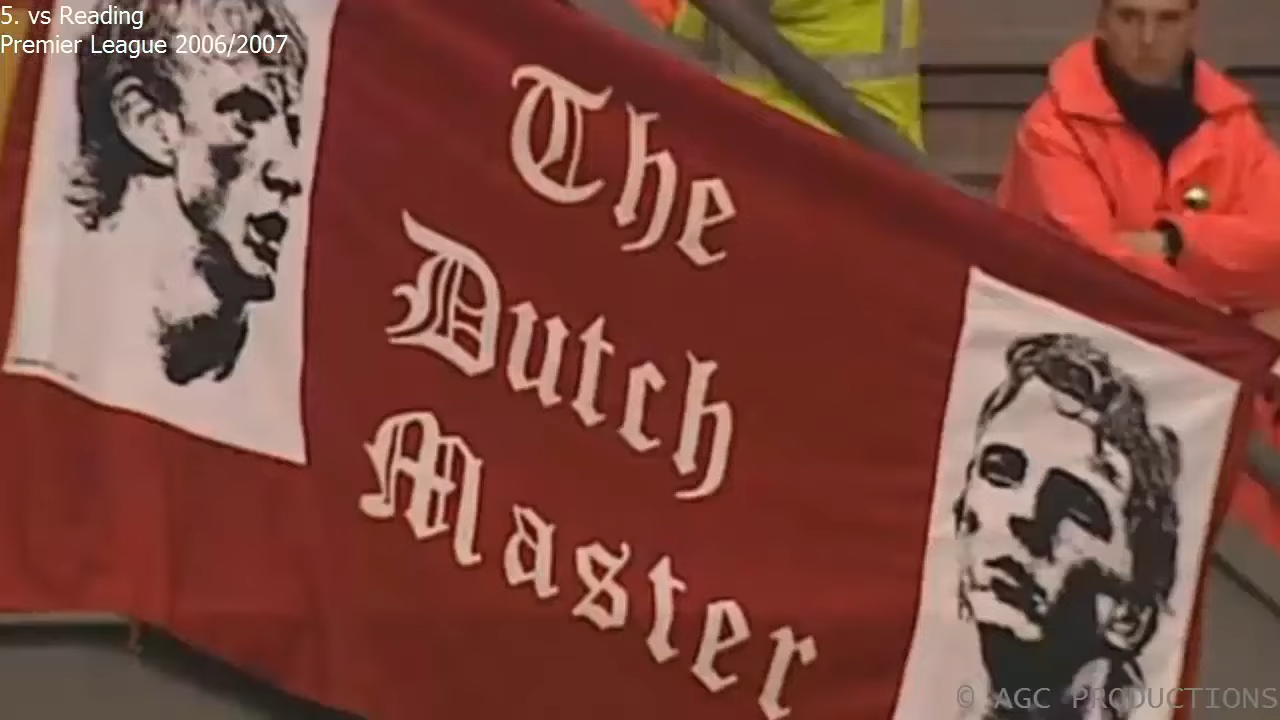 5. vs Reading
Premier League 2006/2007
The
Dutch
Master
© AGC PRODUCTIONS